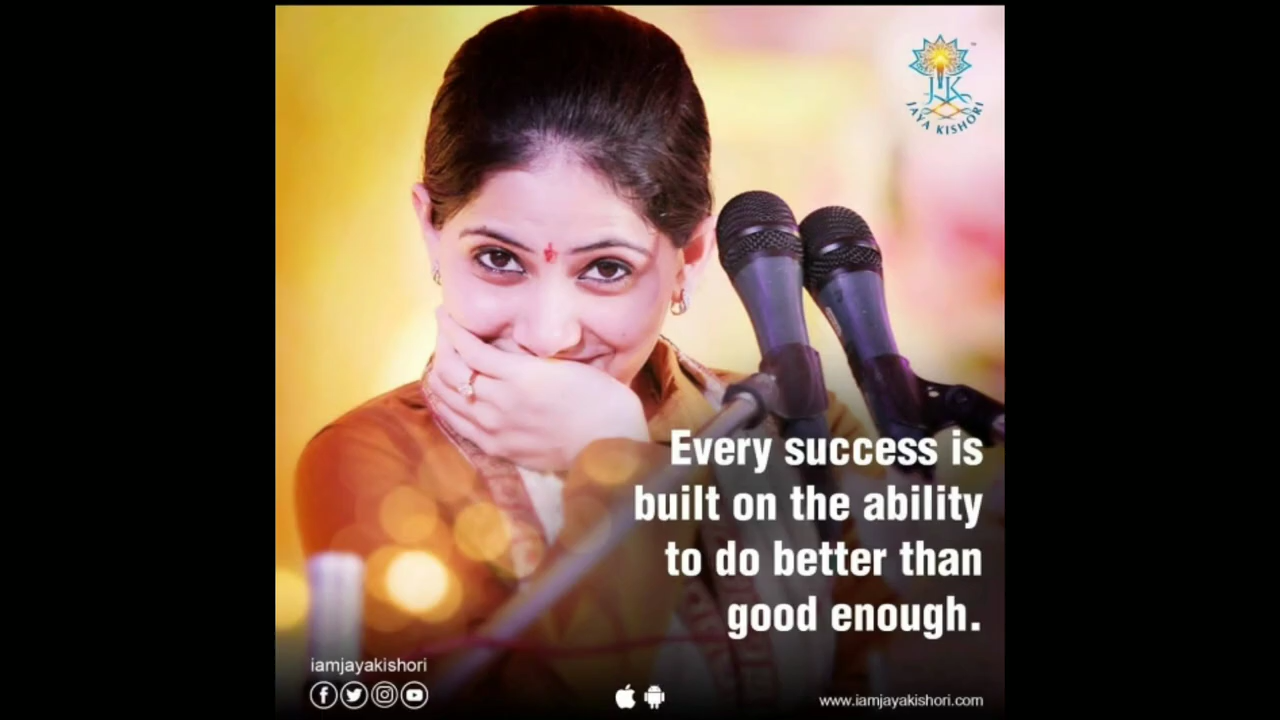 JK
JAYA KISHORI
Every success is
built on the ability
to do better than
good enough.
iamjayakishori
www.iamjayakishori.com